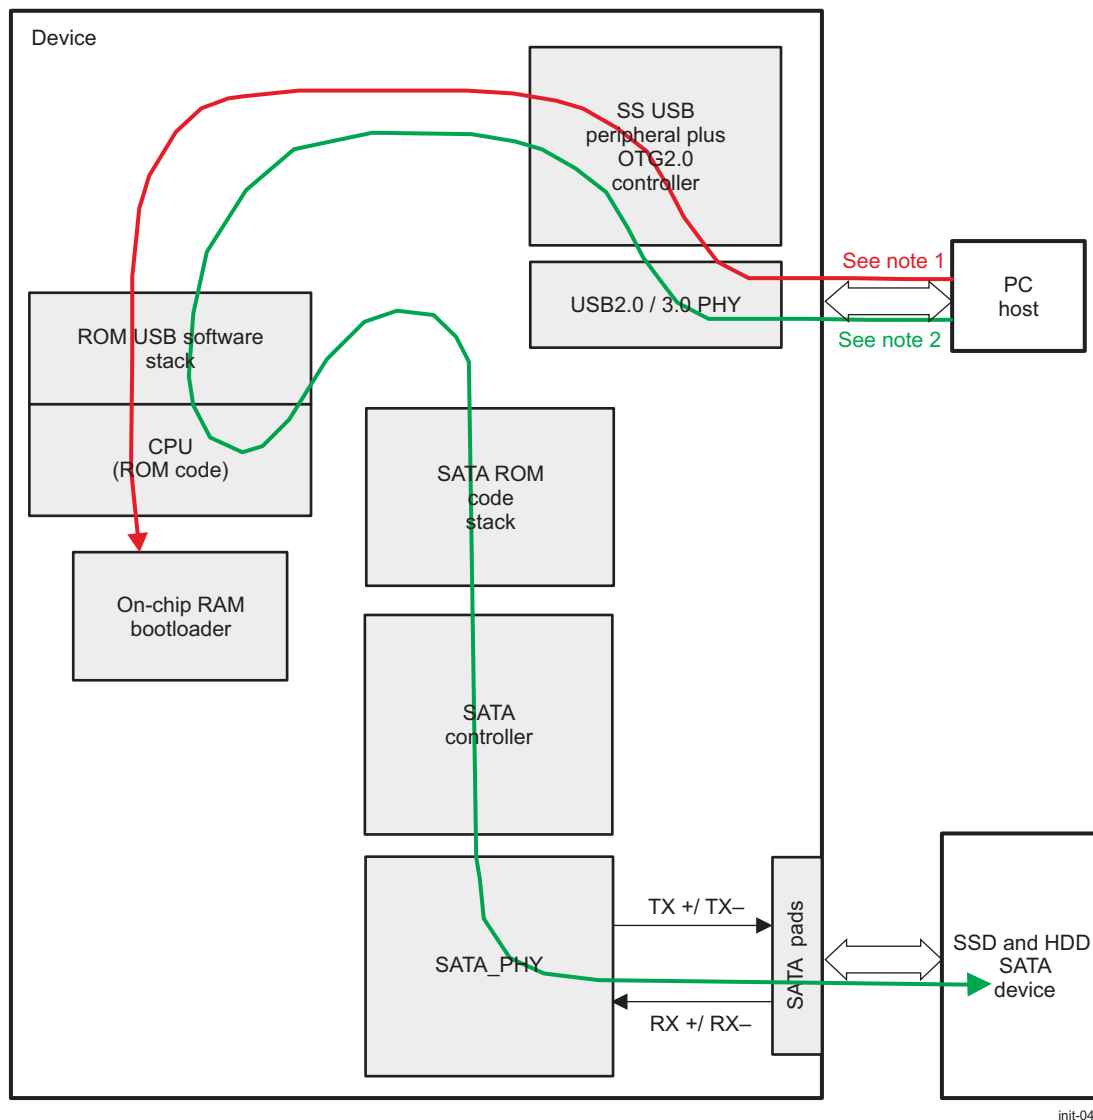 Device
SS USB
peripheral plus
OTG2.0
controller
See note 1
PC
host
USB2.0 / 3.0 PHY
See note 2
ROM USB software
stack
CPU
(ROM code)
SATA ROM
code
stack
On-chip RAM
bootloader
SATA
controller
TX +/ TX–
SATA_PHY
SATA pads
SSD and HDD
SATA
device
RX +/ RX–
init-04